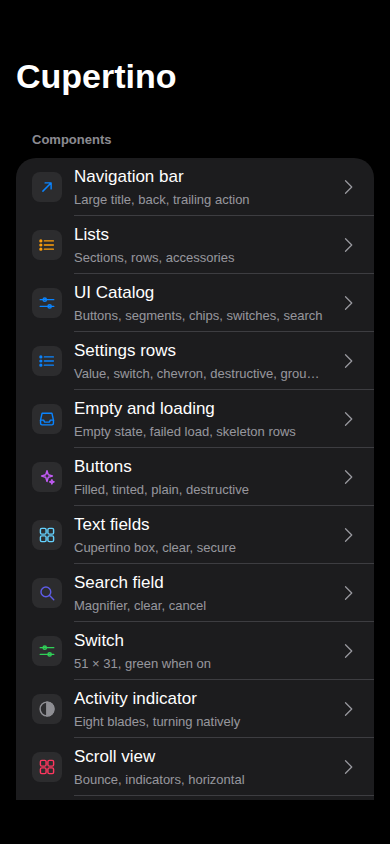 Cupertino
Components
Navigation bar
Large title, back, trailing action
Lists
Sections, rows, accessories
UI Catalog
Buttons, segments, chips, switches, search
Settings rows
Value, switch, chevron, destructive, grou…
Empty and loading
Empty state, failed load, skeleton rows
Buttons
Filled, tinted, plain, destructive
Text fields
Cupertino box, clear, secure
Search field
Magnifier, clear, cancel
Switch
51 × 31, green when on
Activity indicator
Eight blades, turning natively
Scroll view
Bounce, indicators, horizontal